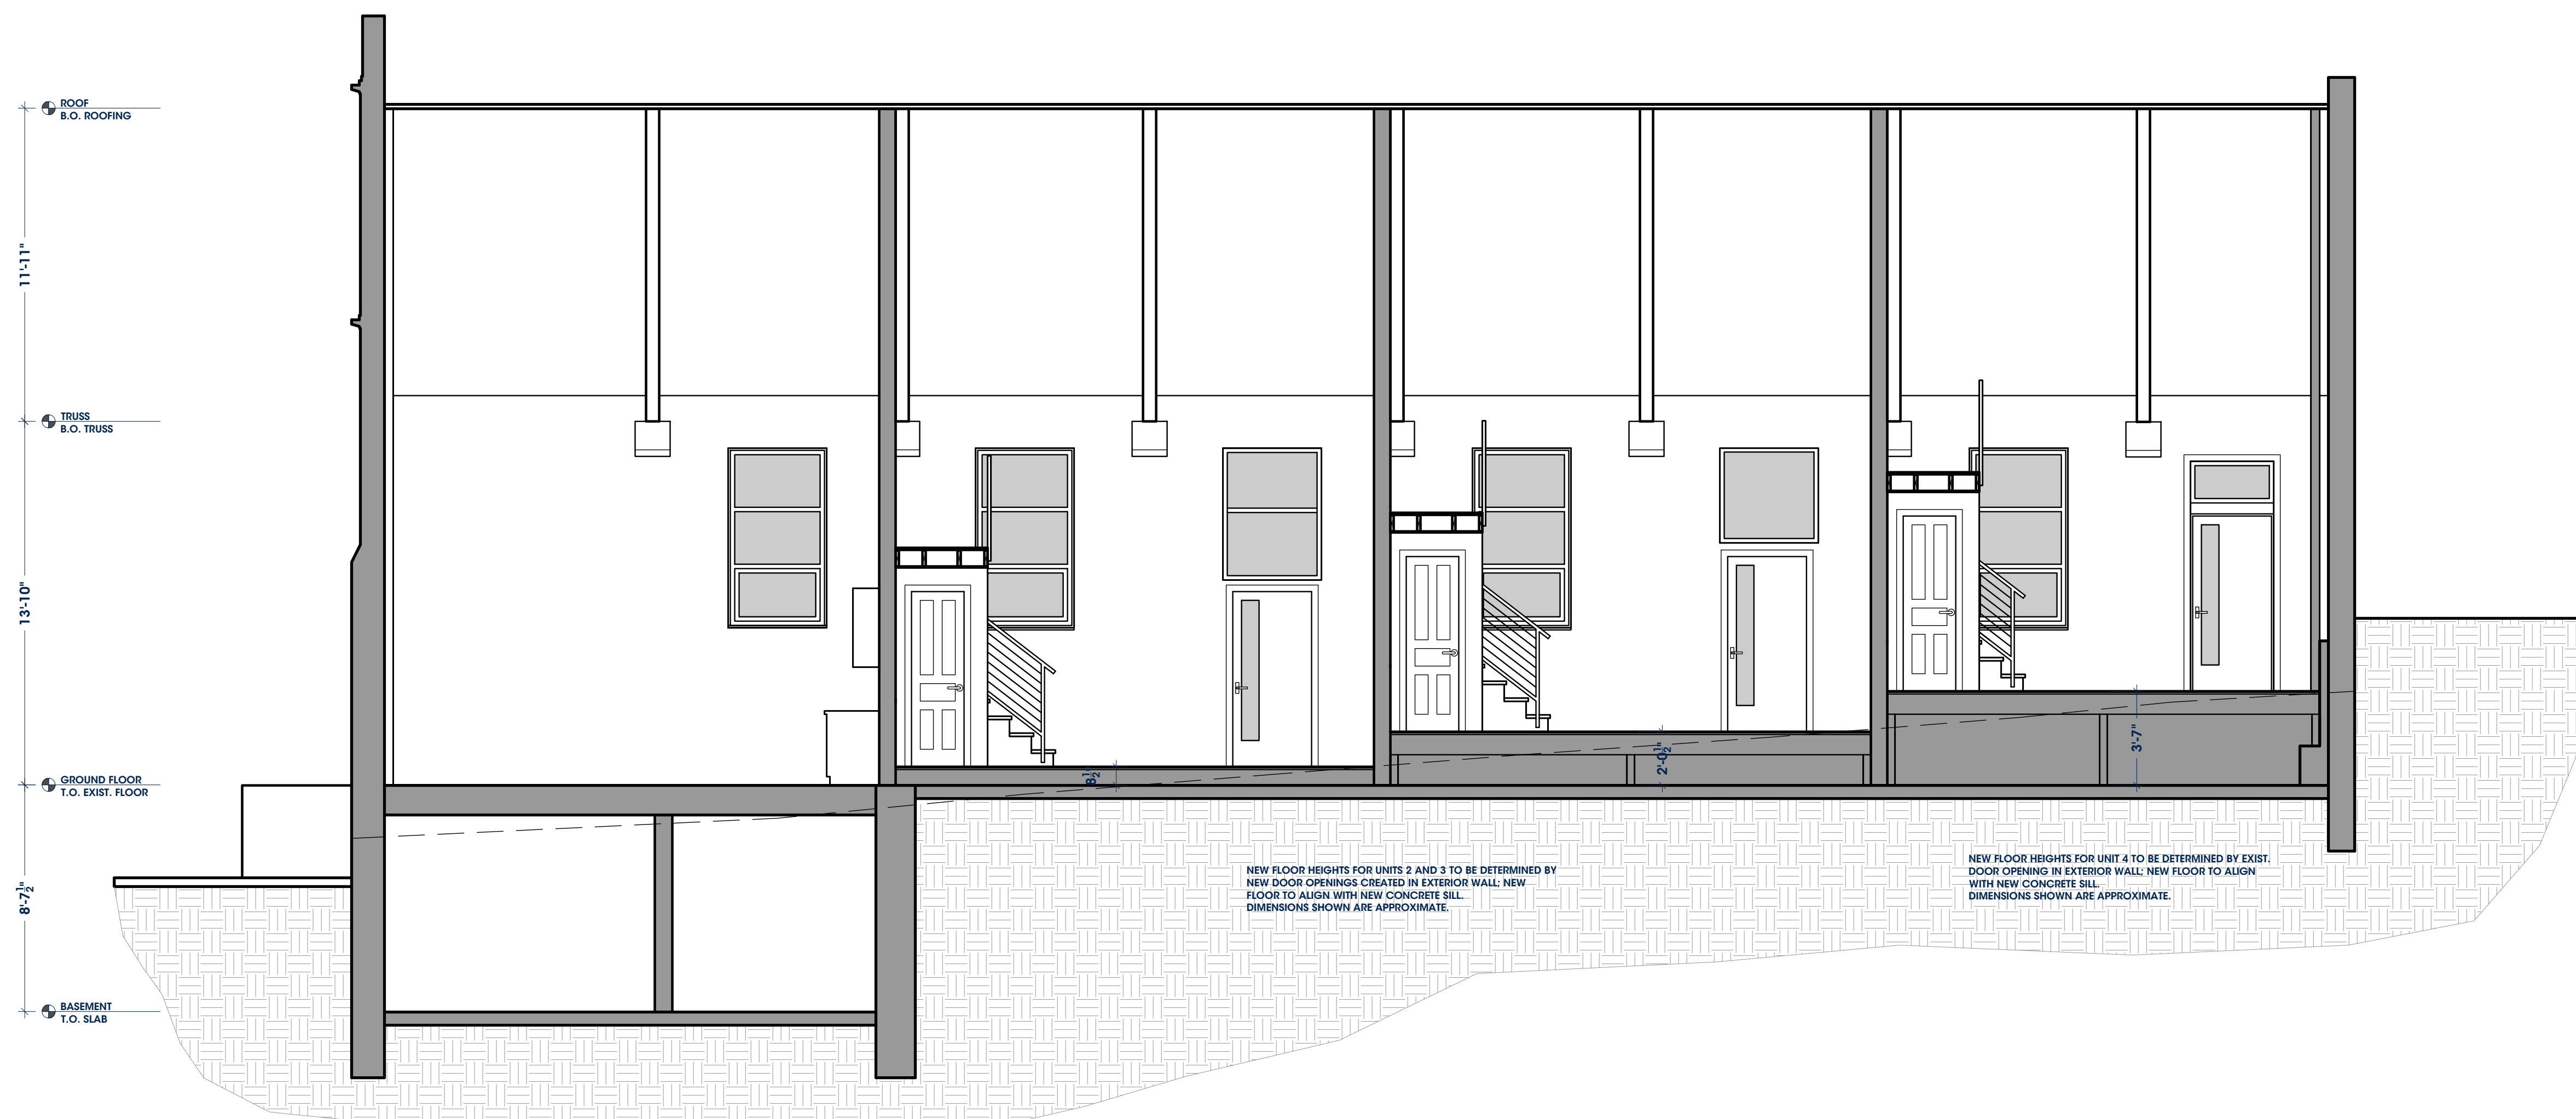 ROOF
B.O. ROOFING
11'-11"
TRUSS
B.O. TRUSS
13'-10"
GROUND FLOOR
T.O. EXIST. FLOOR
8'-7½"
BASEMENT
T.O. SLAB
8½"
2'-0½"
3'-7"
NEW FLOOR HEIGHTS FOR UNITS 2 AND 3 TO BE DETERMINED BY
NEW DOOR OPENINGS CREATED IN EXTERIOR WALL; NEW
FLOOR TO ALIGN WITH NEW CONCRETE SILL.
DIMENSIONS SHOWN ARE APPROXIMATE.
NEW FLOOR HEIGHTS FOR UNIT 4 TO BE DETERMINED BY EXIST.
DOOR OPENING IN EXTERIOR WALL; NEW FLOOR TO ALIGN
WITH NEW CONCRETE SILL.
DIMENSIONS SHOWN ARE APPROXIMATE.